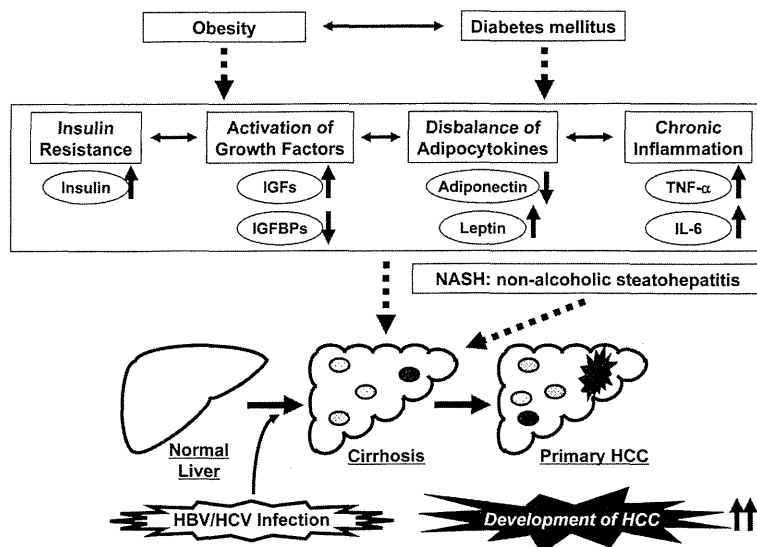 Obesity
Diabetes mellitus
Insulin
Resistance
Activation of
Growth Factors
Disbalance of
Adipocytokines
Chronic
Inflammation
Insulin
IGFs
Adiponectin
TNF-α
IGFBPs
Leptin
IL-6
NASH: non-alcoholic steatohepatitis
Normal
Liver
Cirrhosis
Primary HCC
HBV/HCV Infection
Development of HCC